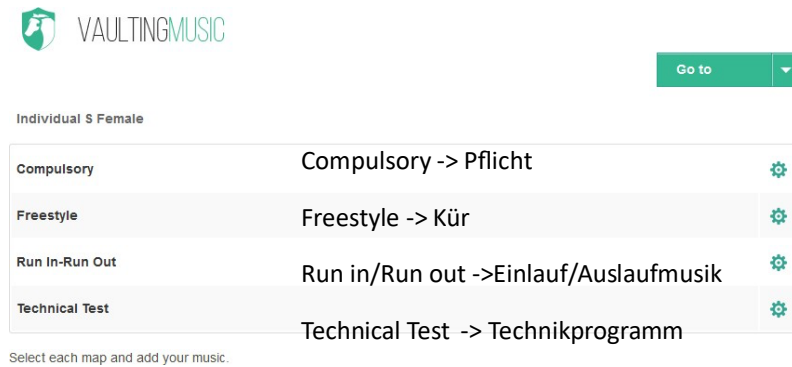 VAULTINGMUSIC
Go to
Individual S Female
Compulsory Compulsory -> Pflicht
Freestyle Freestyle -> Kür
Run In-Run Out Run in/Run out ->Einlauf/Auslaufmusik
Technical Test Technical Test -> Technikprogramm
Select each map and add your music.